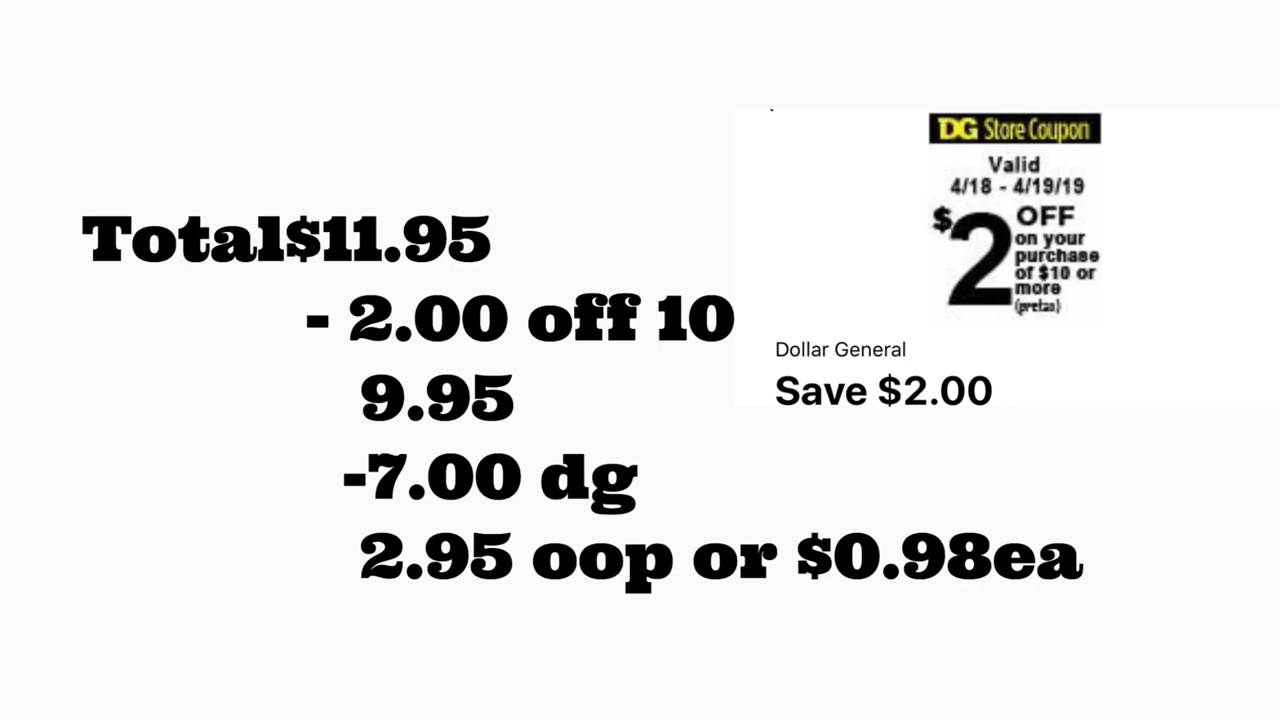 Total$11.95
- 2.00 off 10
9.95
-7.00 dg
2.95 oop or $0.98ea
DG Store Coupon
Valid
4/18 - 4/19/19
$2 OFF
on your
purchase
of $10 or
more
(pretax)
Dollar General
Save $2.00